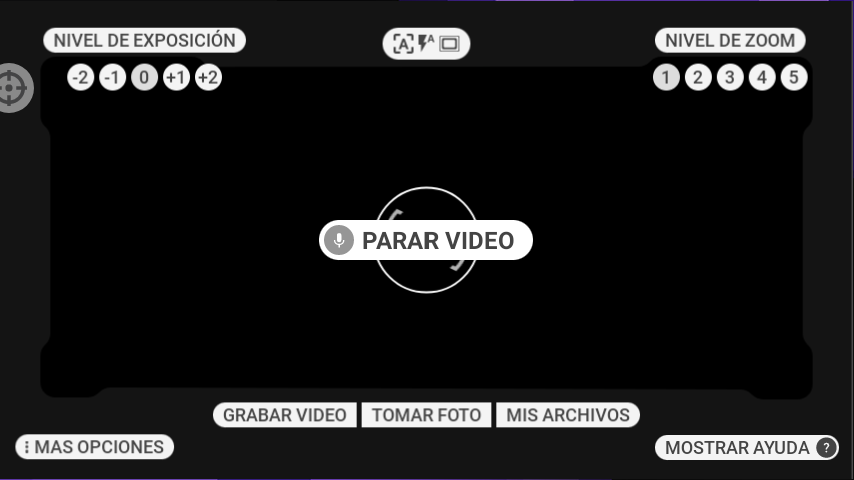 NIVEL DE EXPOSICIÓN
A
A
NIVEL DE ZOOM
-2 -1 0 +1 +2
1 2 3 4 5
PARAR VIDEO
GRABAR VIDEO
TOMAR FOTO
MIS ARCHIVOS
MAS OPCIONES
MOSTRAR AYUDA ?